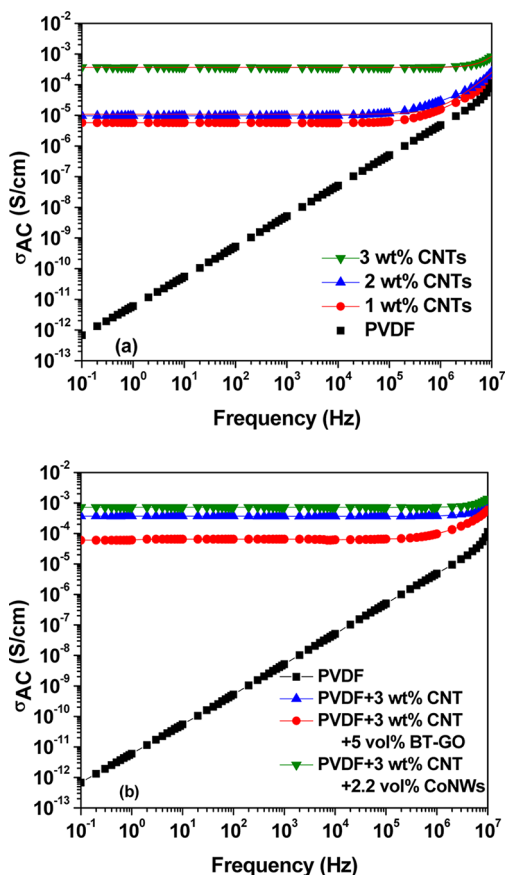 10⁻²
10⁻³
10⁻⁴
10⁻⁵
10⁻⁶
10⁻⁷
10⁻⁸
10⁻⁹
10⁻¹⁰
10⁻¹¹
10⁻¹²
10⁻¹³
σAC (S/cm)
3 wt% CNTs
2 wt% CNTs
1 wt% CNTs
PVDF
(a)
10⁻¹ 10⁰ 10¹ 10² 10³ 10⁴ 10⁵ 10⁶ 10⁷
Frequency (Hz)
10⁻²
10⁻³
10⁻⁴
10⁻⁵
10⁻⁶
10⁻⁷
10⁻⁸
10⁻⁹
10⁻¹⁰
10⁻¹¹
10⁻¹²
10⁻¹³
σAC (S/cm)
PVDF
PVDF+3 wt% CNT
PVDF+3 wt% CNT
+5 vol% BT-GO
PVDF+3 wt% CNT
+2.2 vol% CoNWs
(b)
10⁻¹ 10⁰ 10¹ 10² 10³ 10⁴ 10⁵ 10⁶ 10⁷
Frequency (Hz)